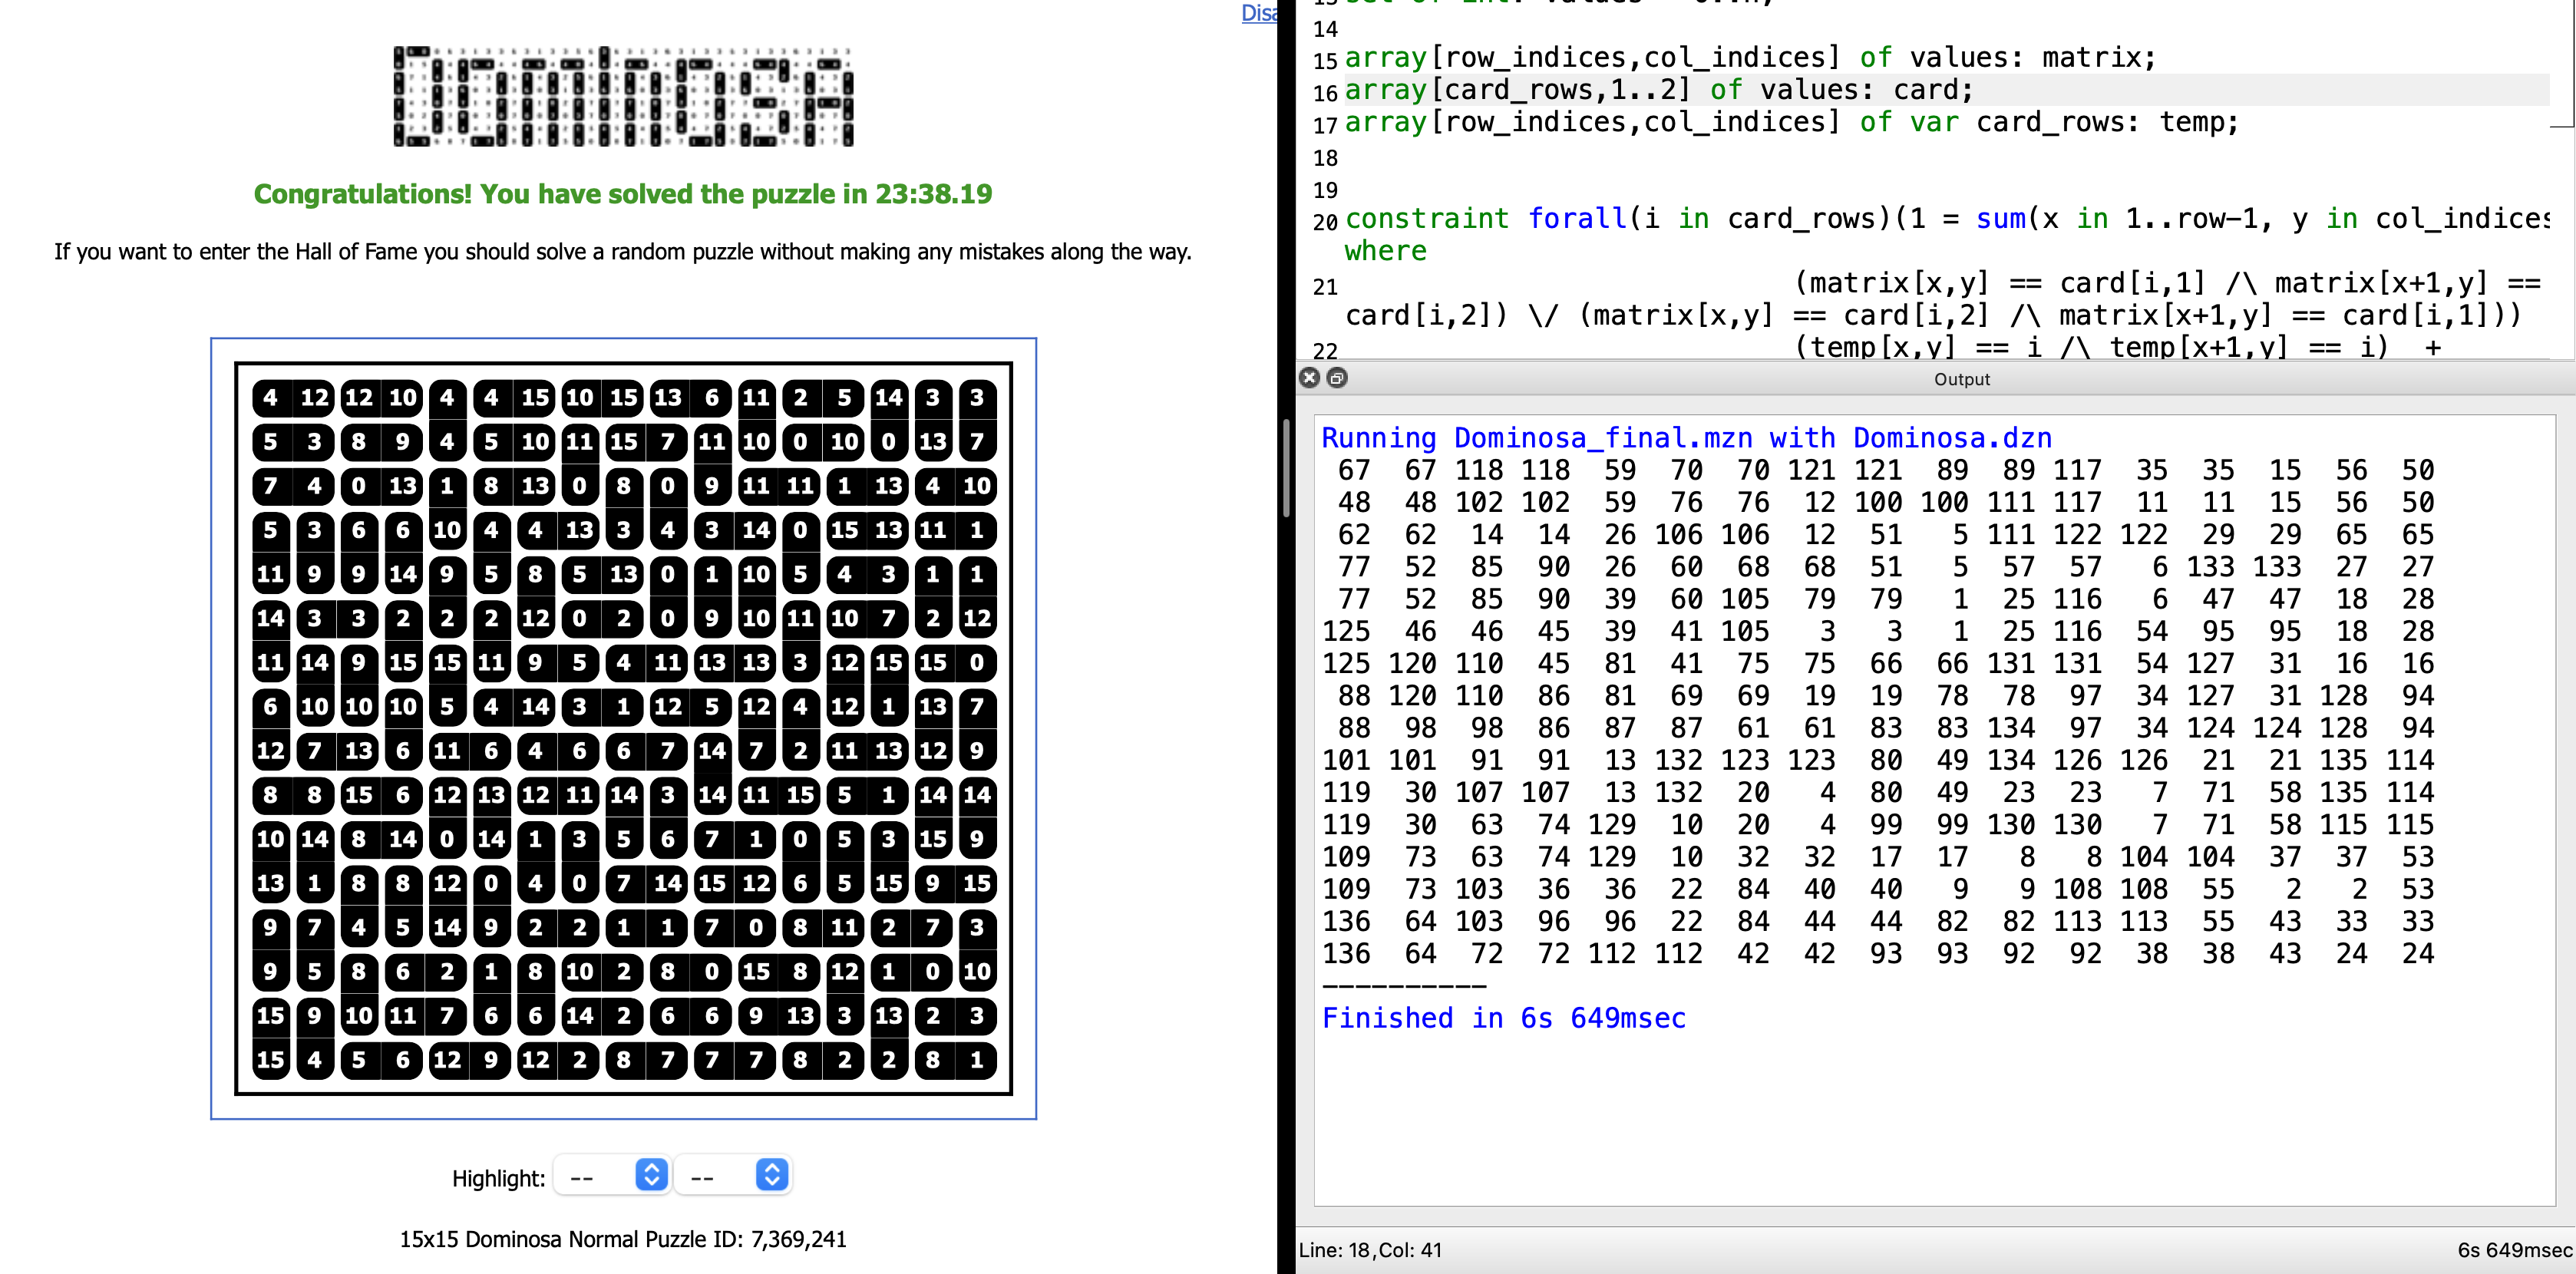 Disa
Congratulations! You have solved the puzzle in 23:38.19
If you want to enter the Hall of Fame you should solve a random puzzle without making any mistakes along the way.
4 12 12 10 4 4 15 10 15 13 6 11 2 5 14 3 3
5 3 8 9 4 5 10 11 15 7 11 10 0 10 0 13 7
7 4 0 13 1 8 13 0 8 0 9 11 11 1 13 4 10
5 3 6 6 10 4 4 13 3 4 3 14 0 15 13 11 1
11 9 9 14 9 5 8 5 13 0 1 10 5 4 3 1 1
14 3 3 2 2 2 12 0 2 0 9 10 11 10 7 2 12
11 14 9 15 15 11 9 5 4 11 13 13 3 12 15 15 0
6 10 10 10 5 4 14 3 1 12 5 12 4 12 1 13 7
12 7 13 6 11 6 4 6 6 7 14 7 2 11 13 12 9
8 8 15 6 12 13 12 11 14 3 14 11 15 5 1 14 14
10 14 8 14 0 14 1 3 5 6 7 1 0 5 3 15 9
13 1 8 8 12 0 4 0 7 14 15 12 6 5 15 9 15
9 7 4 5 14 9 2 2 1 1 7 0 8 11 2 7 3
9 5 8 6 2 1 8 10 2 8 0 15 8 12 1 0 10
15 9 10 11 7 6 6 14 2 6 6 9 13 3 13 2 3
15 4 5 6 12 9 12 2 8 7 7 7 8 2 2 8 1
Highlight: -- --
15x15 Dominosa Normal Puzzle ID: 7,369,241
14
15 array[row_indices,col_indices] of values: matrix;
16 array[card_rows,1..2] of values: card;
17 array[row_indices,col_indices] of var card_rows: temp;
18
19
20 constraint forall(i in card_rows)(1 = sum(x in 1..row-1, y in col_indices
where
21 (matrix[x,y] == card[i,1] /\ matrix[x+1,y] ==
card[i,2]) \/ (matrix[x,y] == card[i,2] /\ matrix[x+1,y] == card[i,1]))
22 (temp[x,y] == i /\ temp[x+1,y] == i) +
Output
Running Dominosa_final.mzn with Dominosa.dzn
67 67 118 118 59 70 70 121 121 89 89 117 35 35 15 56 50
48 48 102 102 59 76 76 12 100 100 111 117 11 11 15 56 50
62 62 14 14 26 106 106 12 51 5 111 122 122 29 29 65 65
77 52 85 90 26 60 68 68 51 5 57 57 6 133 133 27 27
77 52 85 90 39 60 105 79 79 1 25 116 6 47 47 18 28
125 46 46 45 39 41 105 3 3 1 25 116 54 95 95 18 28
125 120 110 45 81 41 75 75 66 66 131 131 54 127 31 16 16
88 120 110 86 81 69 69 19 19 78 78 97 34 127 31 128 94
88 98 98 86 87 87 61 61 83 83 134 97 34 124 124 128 94
101 101 91 91 13 132 123 123 80 49 134 126 126 21 21 135 114
119 30 107 107 13 132 20 4 80 49 23 23 7 71 58 135 114
119 30 63 74 129 10 20 4 99 99 130 130 7 71 58 115 115
109 73 63 74 129 10 32 32 17 17 8 8 104 104 37 37 53
109 73 103 36 36 22 84 40 40 9 9 108 108 55 2 2 53
136 64 103 96 96 22 84 44 44 82 82 113 113 55 43 33 33
136 64 72 72 112 112 42 42 93 93 92 92 38 38 43 24 24
----------
Finished in 6s 649msec
Line: 18,Col: 41
6s 649msec